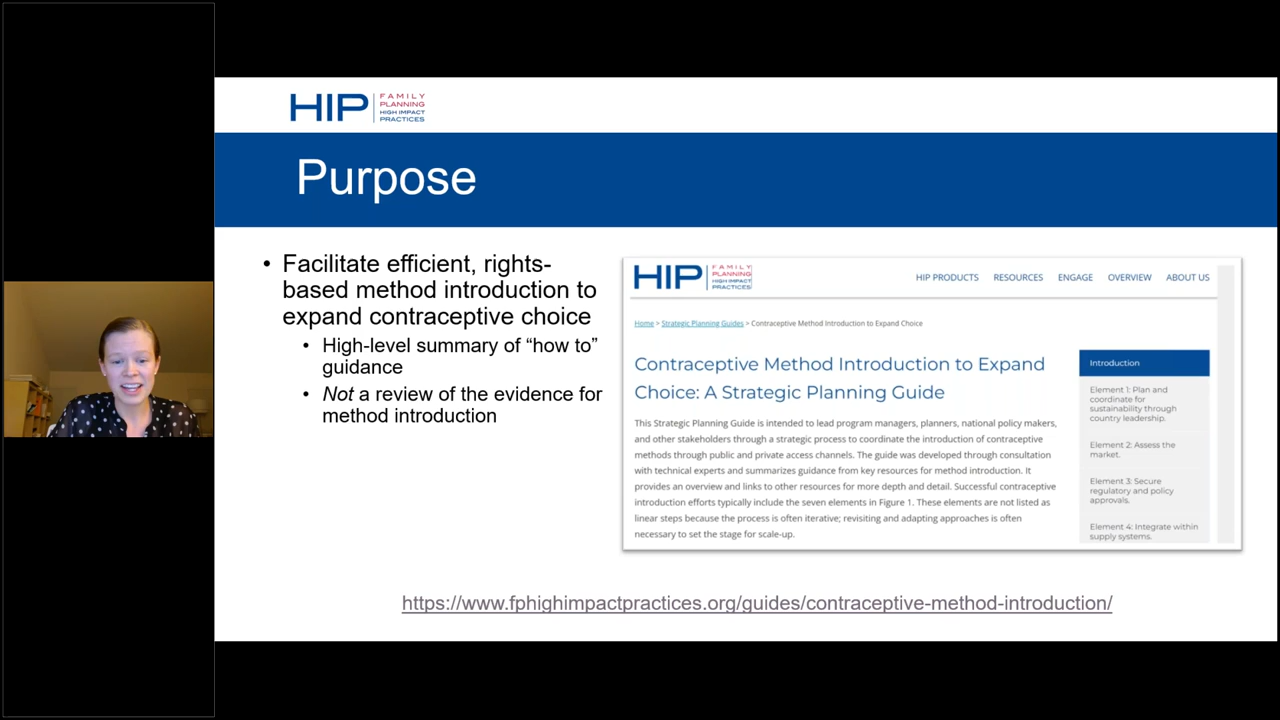 HIP
FAMILY
PLANNING
HIGH IMPACT
PRACTICES
Purpose
• Facilitate efficient, rights-
based method introduction to
expand contraceptive choice
• High-level summary of “how to”
guidance
• Not a review of the evidence for
method introduction
HIP
FAMILY
PLANNING
HIGH IMPACT
PRACTICES
HIP PRODUCTS RESOURCES ENGAGE OVERVIEW ABOUT US
Home > Strategic Planning Guides > Contraceptive Method Introduction to Expand Choice
Contraceptive Method Introduction to Expand
Choice: A Strategic Planning Guide
This Strategic Planning Guide is intended to lead program managers, planners, national policy makers,
and other stakeholders through a strategic process to coordinate the introduction of contraceptive
methods through public and private access channels. The guide was developed through consultation
with technical experts and summarizes guidance from key resources for method introduction. It
provides an overview and links to other resources for more depth and detail. Successful contraceptive
introduction efforts typically include the seven elements in Figure 1. These elements are not listed as
linear steps because the process is often iterative; revisiting and adapting approaches is often
necessary to set the stage for scale-up.
Introduction
Element 1: Plan and
coordinate for
sustainability through
country leadership.
Element 2: Assess the
market.
Element 3: Secure
regulatory and policy
approvals.
Element 4: Integrate within
supply systems.
https://www.fphighimpactpractices.org/guides/contraceptive-method-introduction/